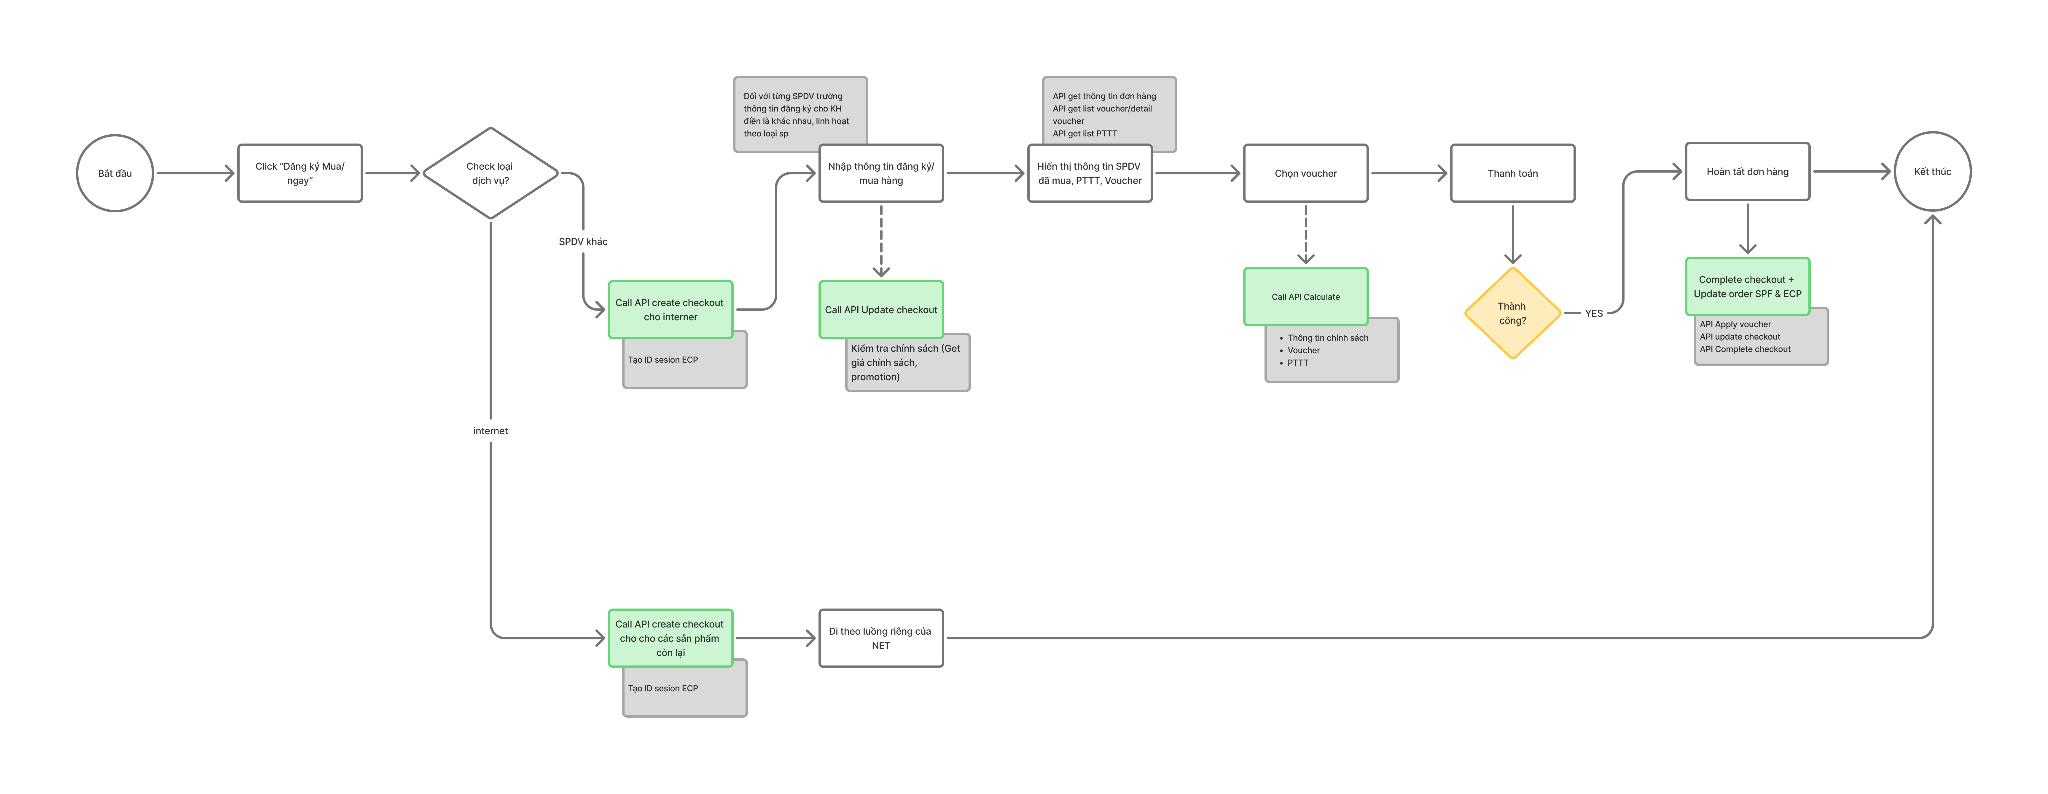 Bắt đầu
Click “Đăng ký Mua/
ngay”
Check loại
dịch vụ?
SPDV khác
internet
Call API create checkout
cho interner
Tạo ID sesion ECP
Đối với từng SPDV trường
thông tin đăng ký cho KH
điền là khác nhau, linh hoạt
theo loại sp
Nhập thông tin đăng ký/
mua hàng
Call API Update checkout
Kiểm tra chính sách (Get
giá chính sách,
promotion)
API get thông tin đơn hàng
API get list voucher/detail
voucher
API get list PTTT
Hiển thị thông tin SPDV
đã mua, PTTT, Voucher
Chọn voucher
Call API Calculate
• Thông tin chính sách
• Voucher
• PTTT
Thanh toán
Thành
công?
YES
Hoàn tất đơn hàng
Complete checkout +
Update order SPF & ECP
API Apply voucher
API update checkout
API Complete checkout
Kết thúc
Call API create checkout
cho cho các sản phẩm
còn lại
Tạo ID sesion ECP
Đi theo luồng riêng của
NET